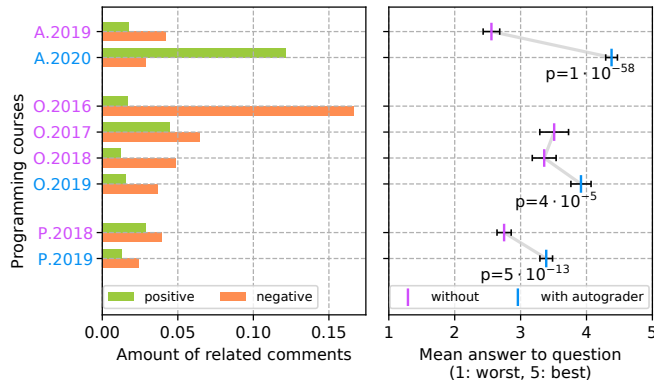 Programming courses
A.2019
A.2020
O.2016
O.2017
O.2018
O.2019
P.2018
P.2019
positive
negative
0.00 0.05 0.10 0.15
Amount of related comments
p=1 · 10⁻⁵⁸
p=4 · 10⁻⁵
p=5 · 10⁻¹³
without
with autograder
1 2 3 4 5
Mean answer to question
(1: worst, 5: best)